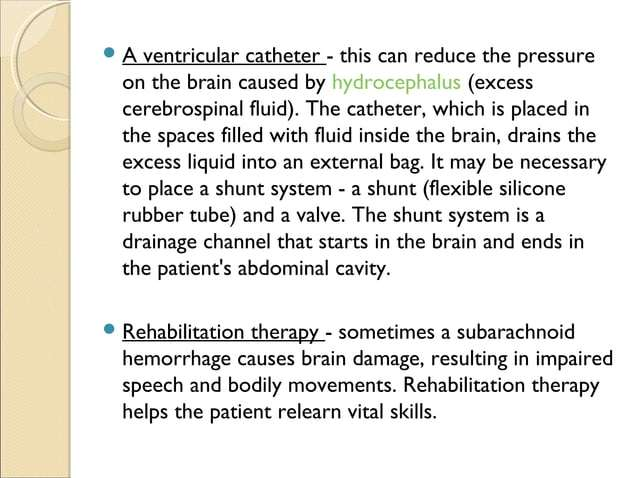 A ventricular catheter - this can reduce the pressure
on the brain caused by hydrocephalus (excess
cerebrospinal fluid). The catheter, which is placed in
the spaces filled with fluid inside the brain, drains the
excess liquid into an external bag. It may be necessary
to place a shunt system - a shunt (flexible silicone
rubber tube) and a valve. The shunt system is a
drainage channel that starts in the brain and ends in
the patient's abdominal cavity.
Rehabilitation therapy - sometimes a subarachnoid
hemorrhage causes brain damage, resulting in impaired
speech and bodily movements. Rehabilitation therapy
helps the patient relearn vital skills.